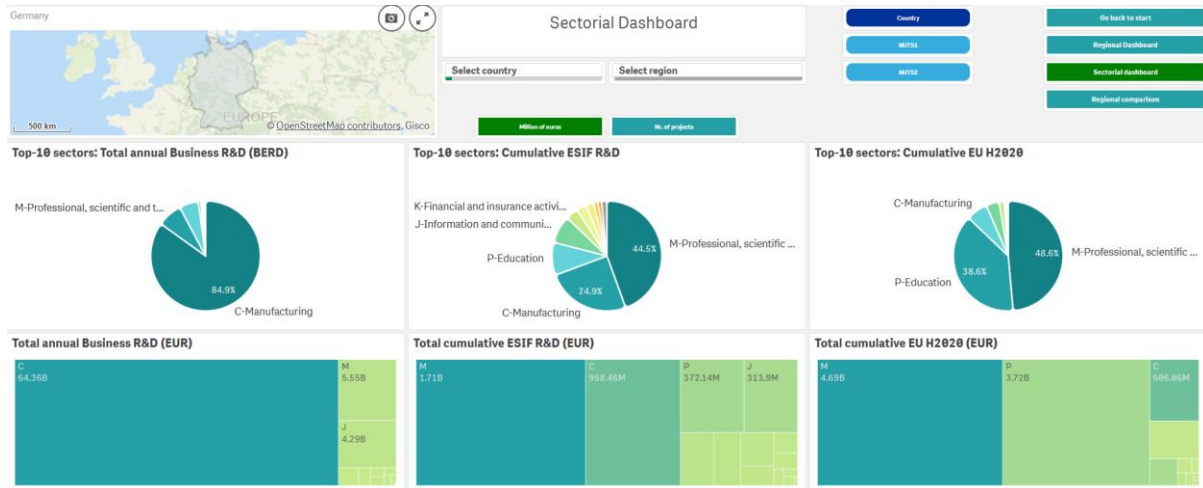 Germany
EUROPE
500 km
© OpenStreetMap contributors, Gisco
Sectorial Dashboard
Select country
Select region
Million of euros
Nr. of projects
Country
NUTS1
NUTS2
Go back to start
Regional Dashboard
Sectorial dashboard
Regional comparison
Top-10 sectors: Total annual Business R&D (BERD)
M-Professional, scientific and t...
84.9%
C-Manufacturing
Top-10 sectors: Cumulative ESIF R&D
K-Financial and insurance activi...
J-Information and communi...
P-Education
44.5%
M-Professional, scientific ...
24.9%
C-Manufacturing
Top-10 sectors: Cumulative EU H2020
C-Manufacturing
48.6%
M-Professional, scientific ...
38.6%
P-Education
Total annual Business R&D (EUR)
C
64.36B
M
5.55B
J
4.29B
Total cumulative ESIF R&D (EUR)
M
1.71B
C
958.46M
P
372.14M
J
313.9M
Total cumulative EU H2020 (EUR)
M
4.69B
P
3.72B
C
606.06M